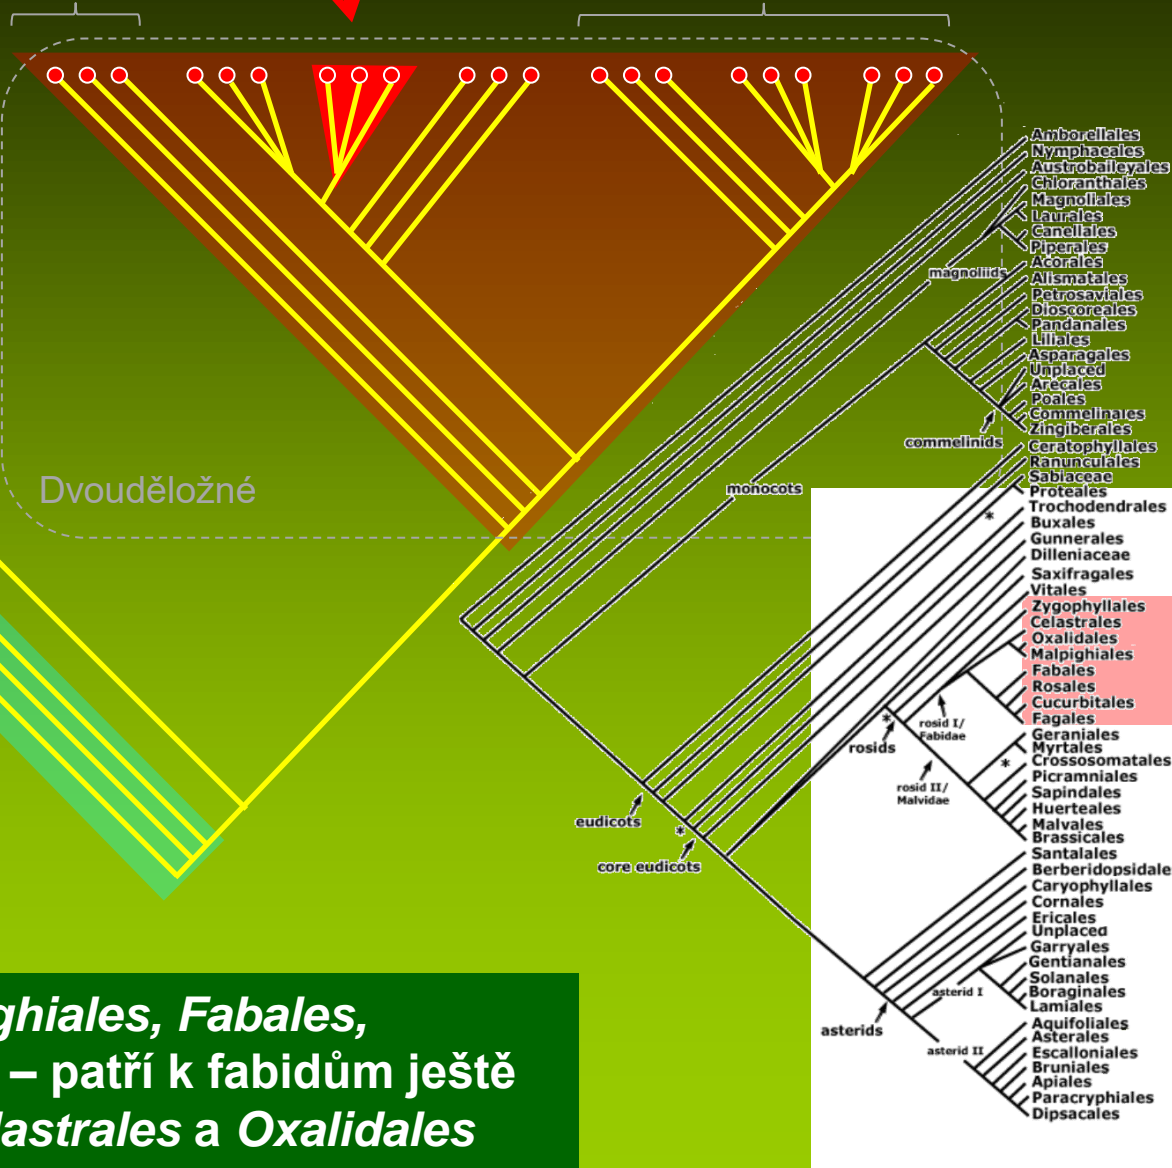 Amborellales
Nymphaeales
Austrobaileyales
Chloranthales
Magnoliales
Laurales
Canellales
Piperales
magnoliids
Acorales
Alismatales
Petrosaviales
Dioscoreales
Pandanales
Liliales
Asparagales
Unplaced
Arecales
Poales
Commelinales
Zingiberales
commelinids
Ceratophyllales
Ranunculales
Sabiaceae
Proteales
Dvouděložné
monocots
Trochodendrales
*
Buxales
Gunnerales
Dilleniaceae
Saxifragales
Vitales
Zygophyllales
Celastrales
Oxalidales
Malpighiales
Fabales
Rosales
Cucurbitales
Fagales
*
rosid I/
Fabidae
rosids
Geraniales
Myrtales
Crossosomatales
*
Picramniales
Sapindales
Huerteales
Malvales
Brassicales
rosid II/
Malvidae
eudicots
*
core eudicots
Santalales
Berberidopsidale
Caryophyllales
Cornales
Ericales
Unplaced
Garryales
Gentianales
Solanales
Boraginales
Lamiales
asterid I
asterids
Aquifoliales
Asterales
Escalloniales
Bruniales
Apiales
Paracryphiales
Dipsacales
asterid II
ghiales, Fabales,
– patří k fabidům ještě
lastrales a Oxalidales